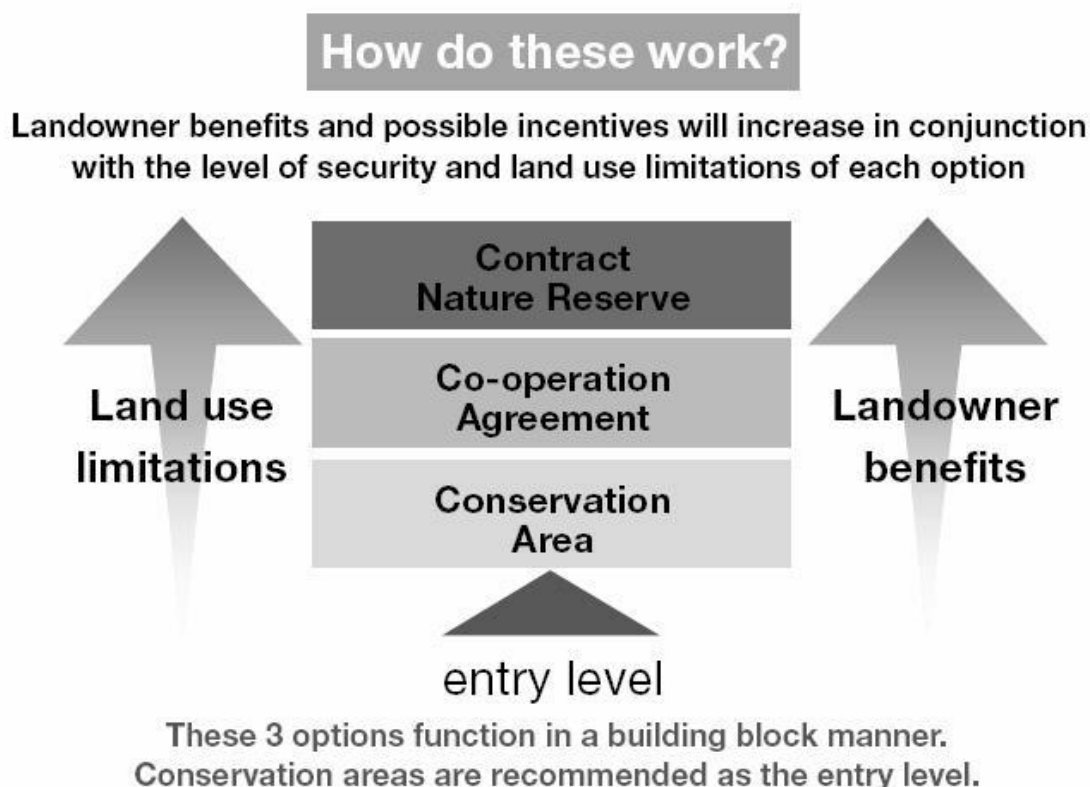 How do these work?
Landowner benefits and possible incentives will increase in conjunction
with the level of security and land use limitations of each option
Contract
Nature Reserve
Co-operation
Agreement
Land use
limitations
Landowner
benefits
Conservation
Area
entry level
These 3 options function in a building block manner.
Conservation areas are recommended as the entry level.